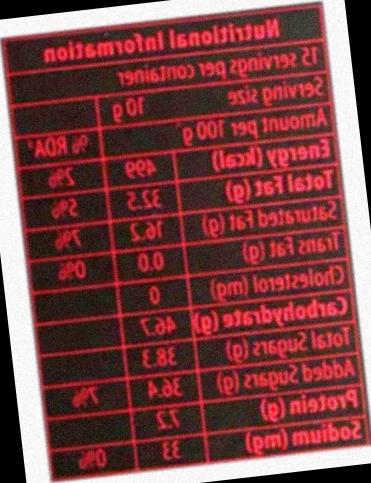 Nutritional Information
15 servings per container
Serving size 10 g
Amount per 100 g % RDA*
Energy (kcal) 499 2%
Total Fat (g) 32.5 5%
Saturated Fat (g) 16.2 7%
Trans Fat (g) 0.0 0%
Cholesterol (mg) 0
Carbohydrate (g) 46.7
Total Sugars (g) 38.3
Added Sugars (g) 36.4 7%
Protein (g) 7.2
Sodium (mg) 33 0%